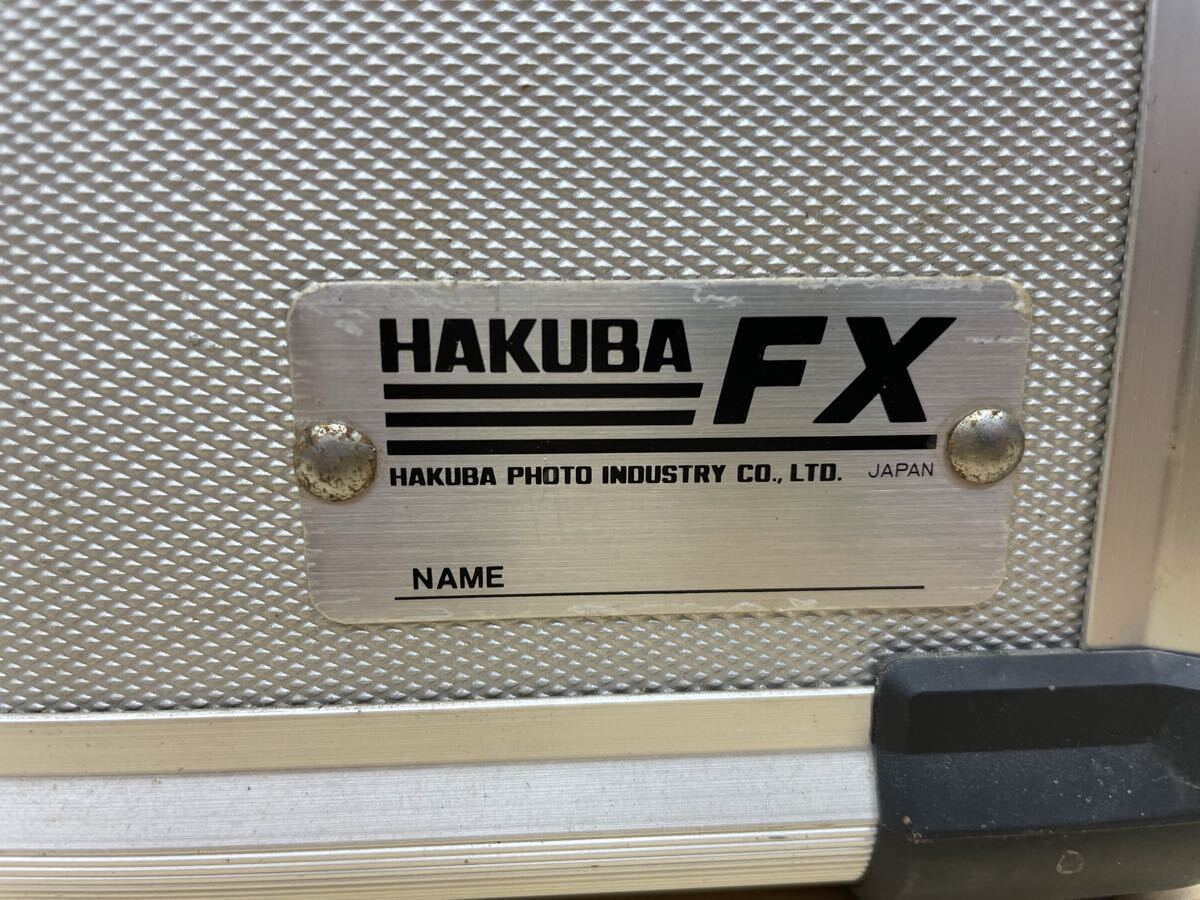 HAKUBA FX
HAKUBA PHOTO INDUSTRY CO., LTD. JAPAN
NAME